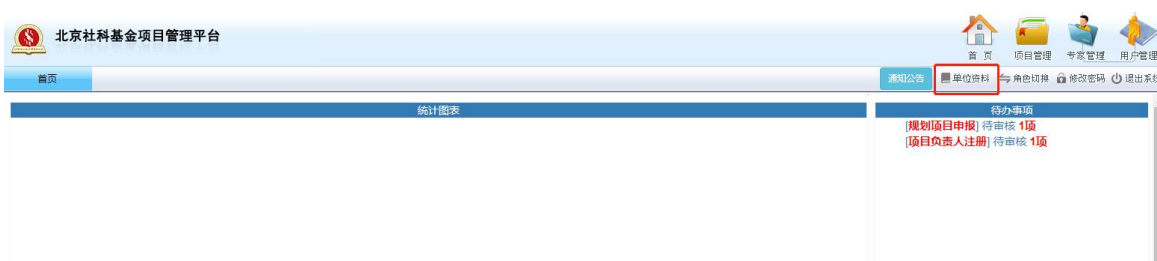 北京社科基金项目管理平台
首 页 项目管理 专家管理 用户管理
首页
通知公告 单位资料 角色切换 修改密码 退出系统
统计图表
待办事项
[规划项目申报] 待审核 1项
[项目负责人注册] 待审核 1项